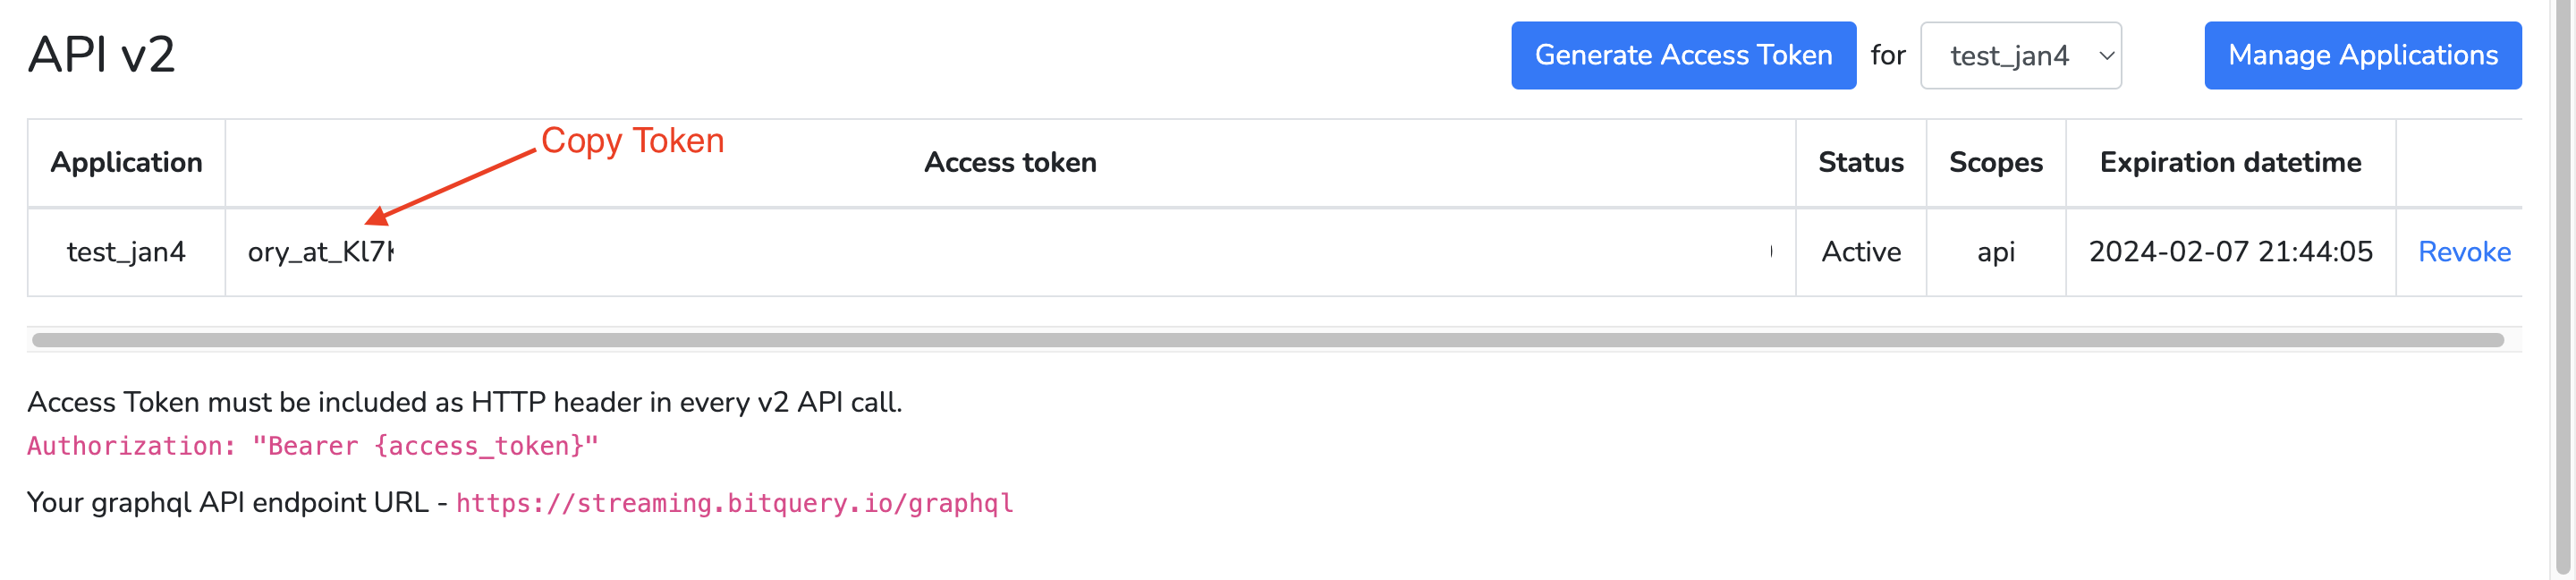 API v2
Generate Access Token for test_jan4 Manage Applications
Copy Token
Application Access token Status Scopes Expiration datetime
test_jan4 ory_at_Kl7 Active api 2024-02-07 21:44:05 Revoke
Access Token must be included as HTTP header in every v2 API call.
Authorization: "Bearer {access_token}"
Your graphql API endpoint URL - https://streaming.bitquery.io/graphql